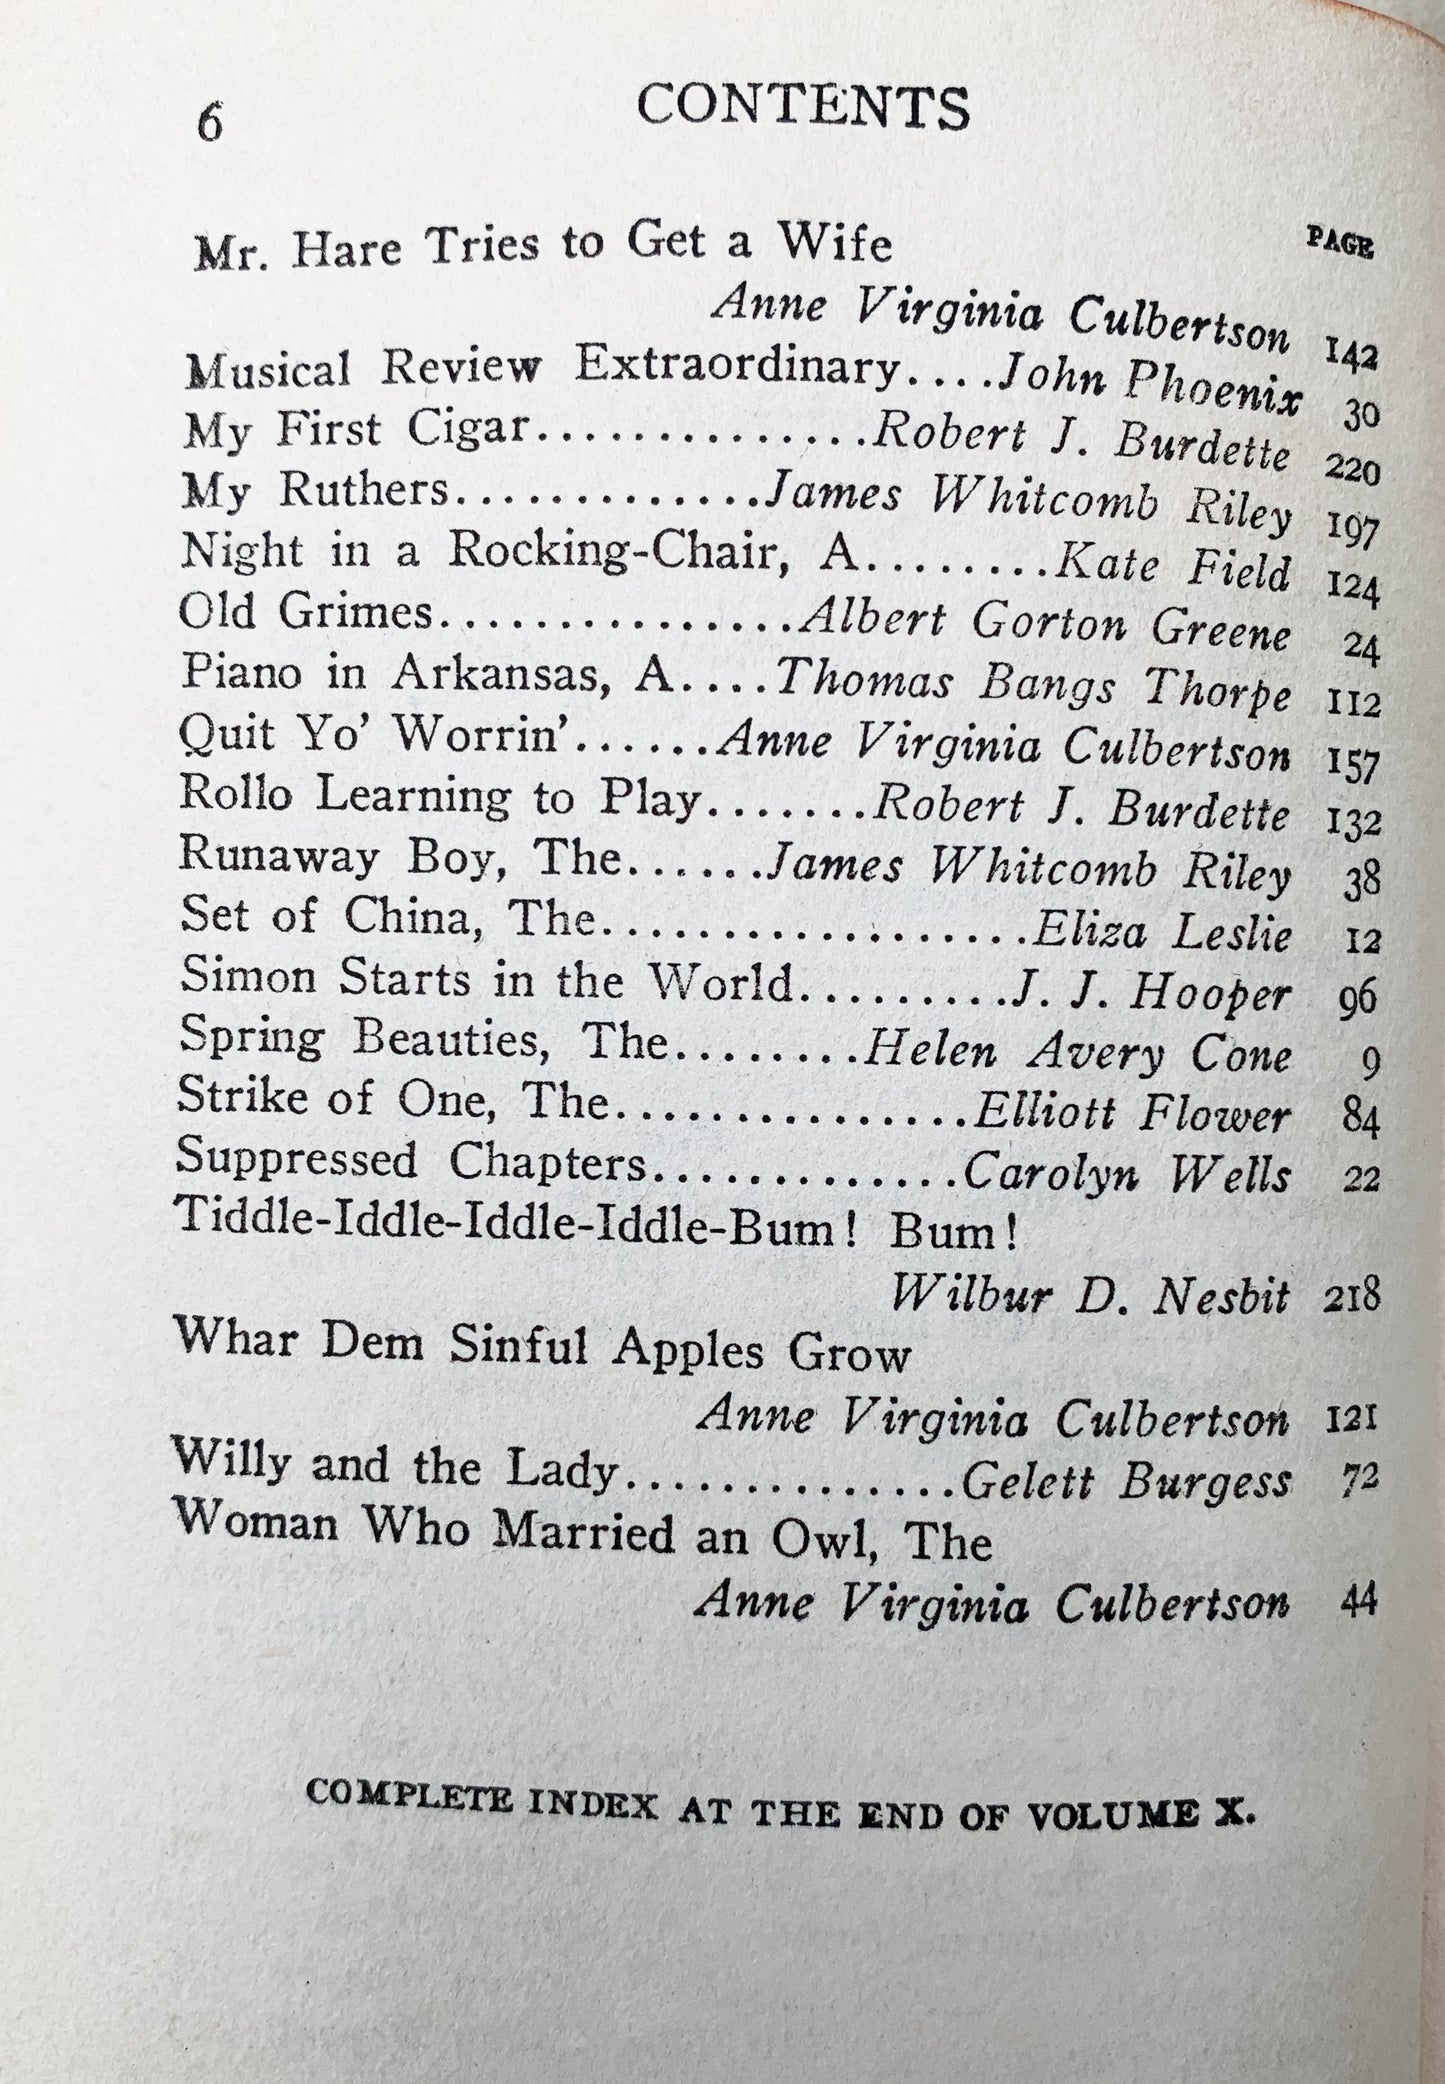 6 CONTENTS
PAGE
Mr. Hare Tries to Get a Wife
Anne Virginia Culbertson 142
Musical Review Extraordinary....John Phoenix 30
My First Cigar..............Robert J. Burdette 220
My Ruthers.............James Whitcomb Riley 197
Night in a Rocking-Chair, A........Kate Field 124
Old Grimes...............Albert Gorton Greene 24
Piano in Arkansas, A....Thomas Bangs Thorpe 112
Quit Yo' Worrin'......Anne Virginia Culbertson 157
Rollo Learning to Play.......Robert J. Burdette 132
Runaway Boy, The......James Whitcomb Riley 38
Set of China, The..................Eliza Leslie 12
Simon Starts in the World.........J. J. Hooper 96
Spring Beauties, The........Helen Avery Cone 9
Strike of One, The...............Elliott Flower 84
Suppressed Chapters.............Carolyn Wells 22
Tiddle-Iddle-Iddle-Iddle-Bum! Bum!
Wilbur D. Nesbit 218
Whar Dem Sinful Apples Grow
Anne Virginia Culbertson 121
Willy and the Lady..............Gelett Burgess 72
Woman Who Married an Owl, The
Anne Virginia Culbertson 44
COMPLETE INDEX AT THE END OF VOLUME X.